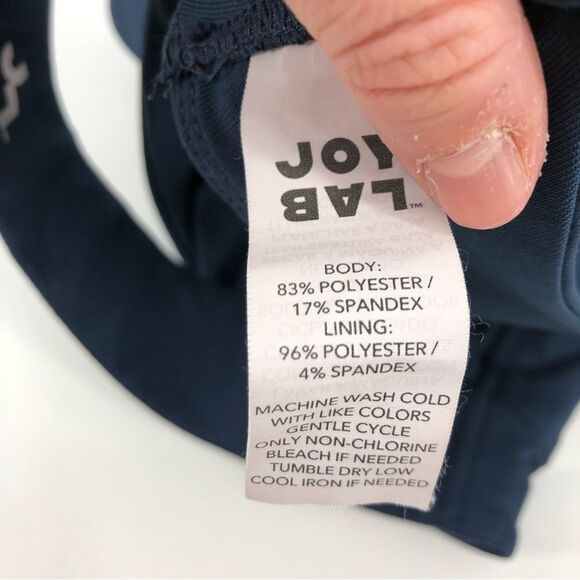 JOY
LAB™
BODY:
83% POLYESTER /
17% SPANDEX
LINING:
96% POLYESTER /
4% SPANDEX
MACHINE WASH COLD
WITH LIKE COLORS
GENTLE CYCLE
ONLY NON-CHLORINE
BLEACH IF NEEDED
TUMBLE DRY LOW
COOL IRON IF NEEDED